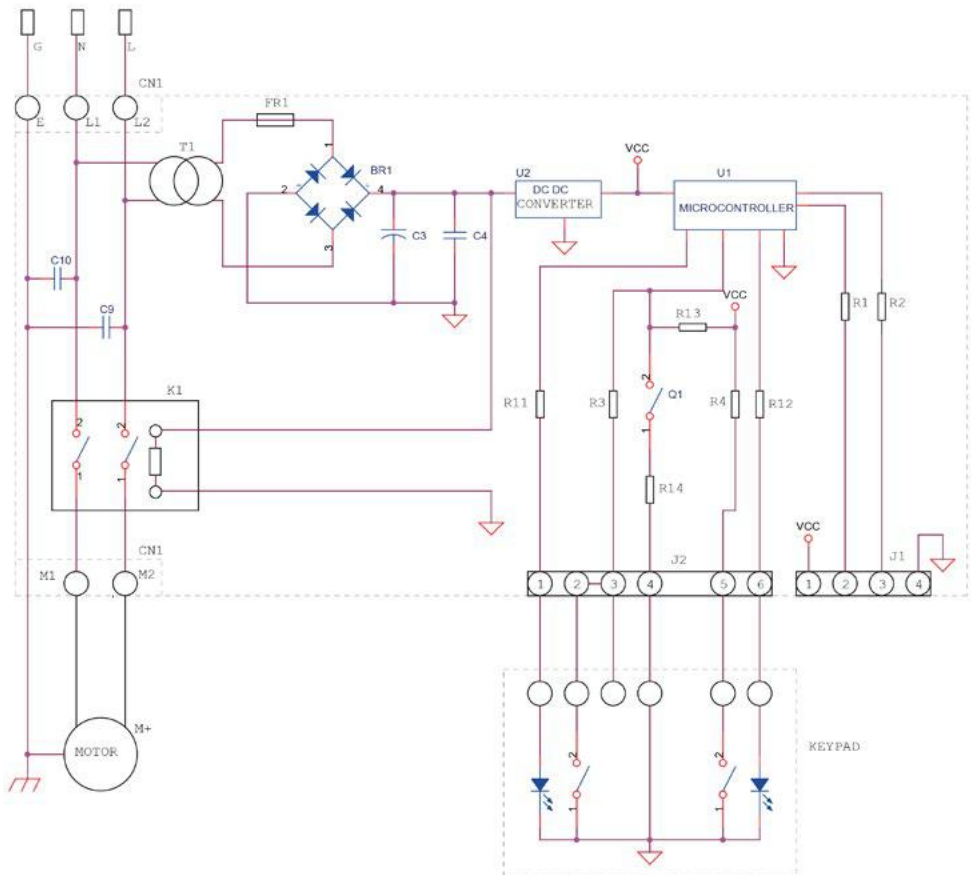 G N L
CN1
E L1 L2
FR1
T1
1
BR1
2 4
3
C3 C4
U2
DC DC
CONVERTER
VCC
U1
MICROCONTROLLER
C10
C9
R1 R2
VCC
R13
K1
2 2
1 1
2
Q1
1
R11 R3 R4 R12
R14
VCC
CN1
M1 M2
J2
J1
1 2 3 4 5 6
1 2 3 4
M+
MOTOR
KEYPAD
2 2
1 1